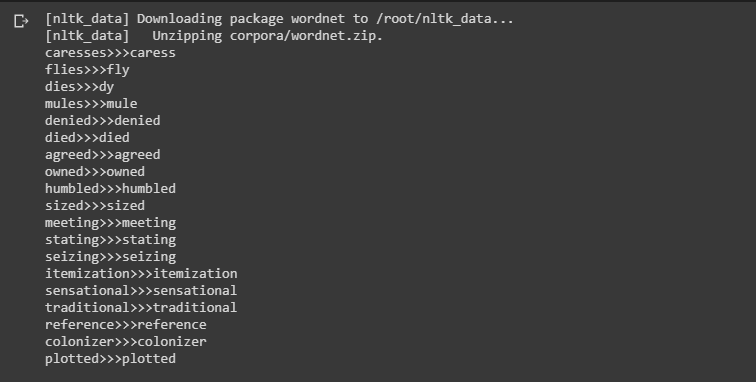 [nltk_data] Downloading package wordnet to /root/nltk_data...
[nltk_data]   Unzipping corpora/wordnet.zip.
caresses>>>caress
flies>>>fly
dies>>>dy
mules>>>mule
denied>>>denied
died>>>died
agreed>>>agreed
owned>>>owned
humbled>>>humbled
sized>>>sized
meeting>>>meeting
stating>>>stating
seizing>>>seizing
itemization>>>itemization
sensational>>>sensational
traditional>>>traditional
reference>>>reference
colonizer>>>colonizer
plotted>>>plotted